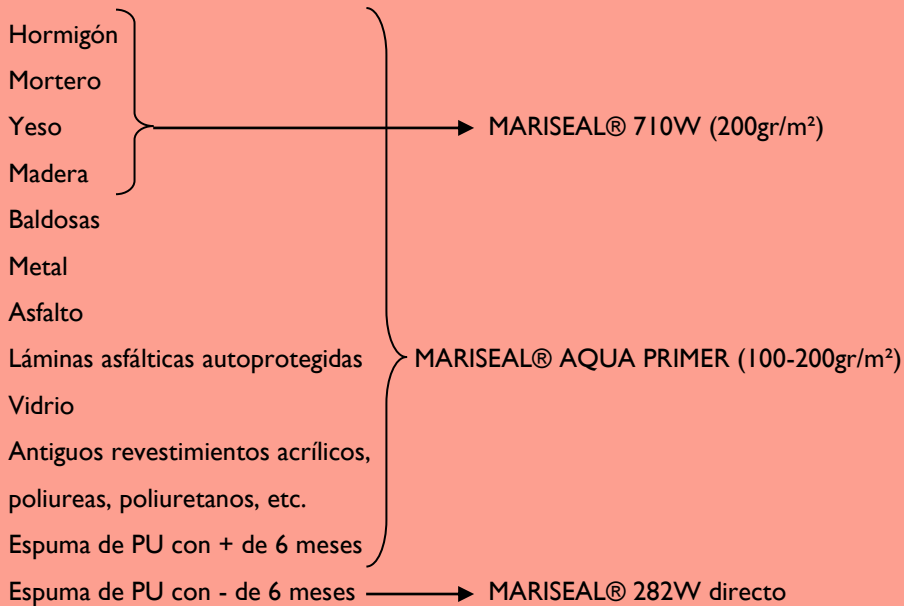 Hormigón
Mortero
Yeso MARISEAL® 710W (200gr/m²)
Madera
Baldosas
Metal
Asfalto
Láminas asfálticas autoprotegidas MARISEAL® AQUA PRIMER (100-200gr/m²)
Vidrio
Antiguos revestimientos acrílicos,
poliureas, poliuretanos, etc.
Espuma de PU con + de 6 meses
Espuma de PU con - de 6 meses MARISEAL® 282W directo